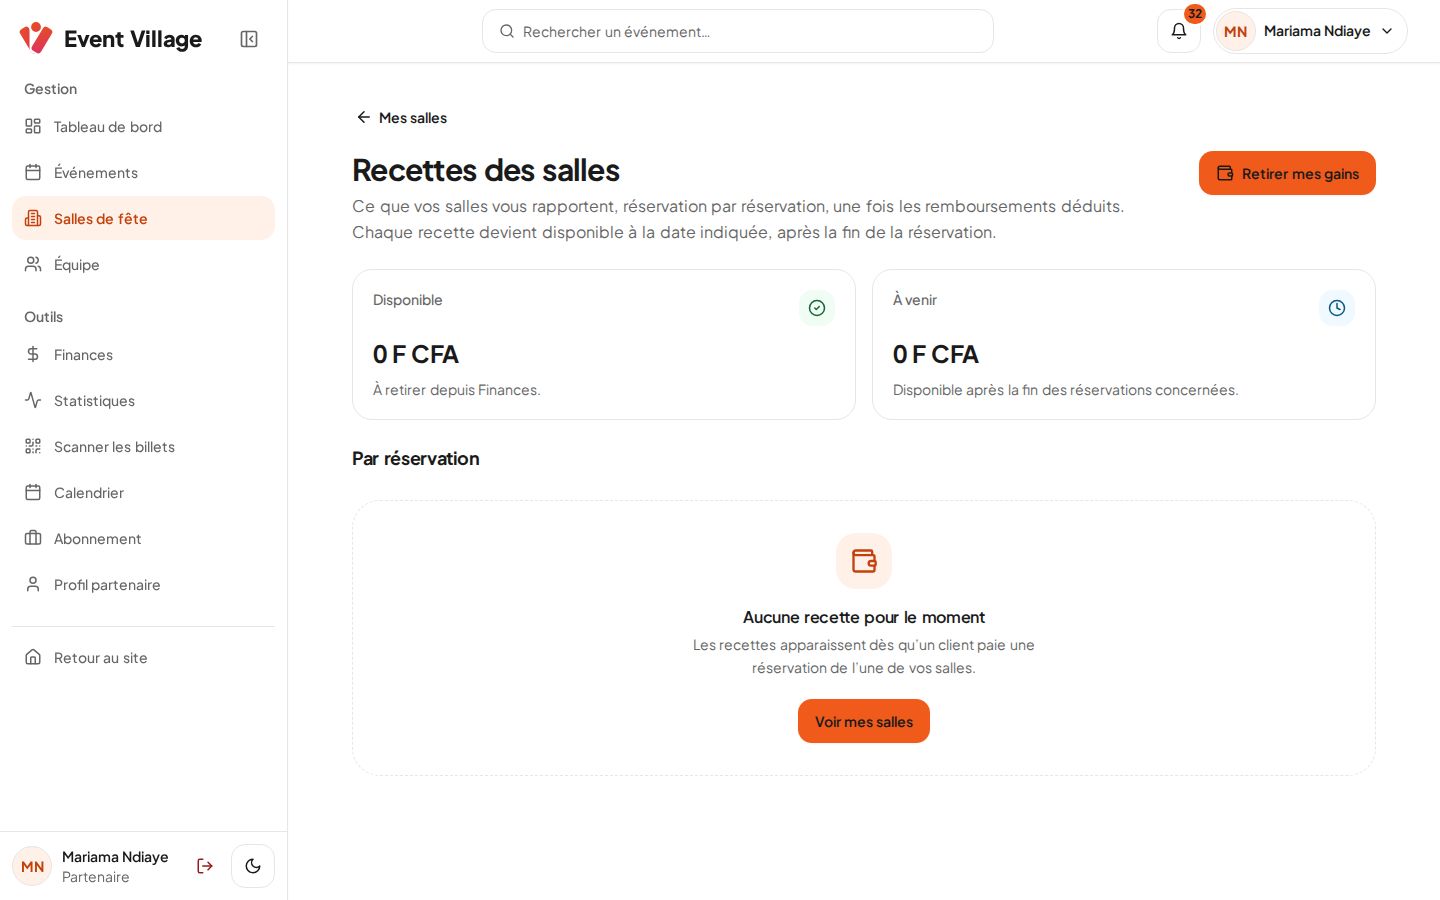 Event Village
Gestion
Tableau de bord
Événements
Salles de fête
Équipe
Outils
Finances
Statistiques
Scanner les billets
Calendrier
Abonnement
Profil partenaire
Retour au site
MN
Mariama Ndiaye
Partenaire
Rechercher un événement...
32
MN
Mariama Ndiaye
Mes salles
Recettes des salles
Retirer mes gains
Ce que vos salles vous rapportent, réservation par réservation, une fois les remboursements déduits.
Chaque recette devient disponible à la date indiquée, après la fin de la réservation.
Disponible
0 F CFA
À retirer depuis Finances.
À venir
0 F CFA
Disponible après la fin des réservations concernées.
Par réservation
Aucune recette pour le moment
Les recettes apparaissent dès qu'un client paie une
réservation de l'une de vos salles.
Voir mes salles